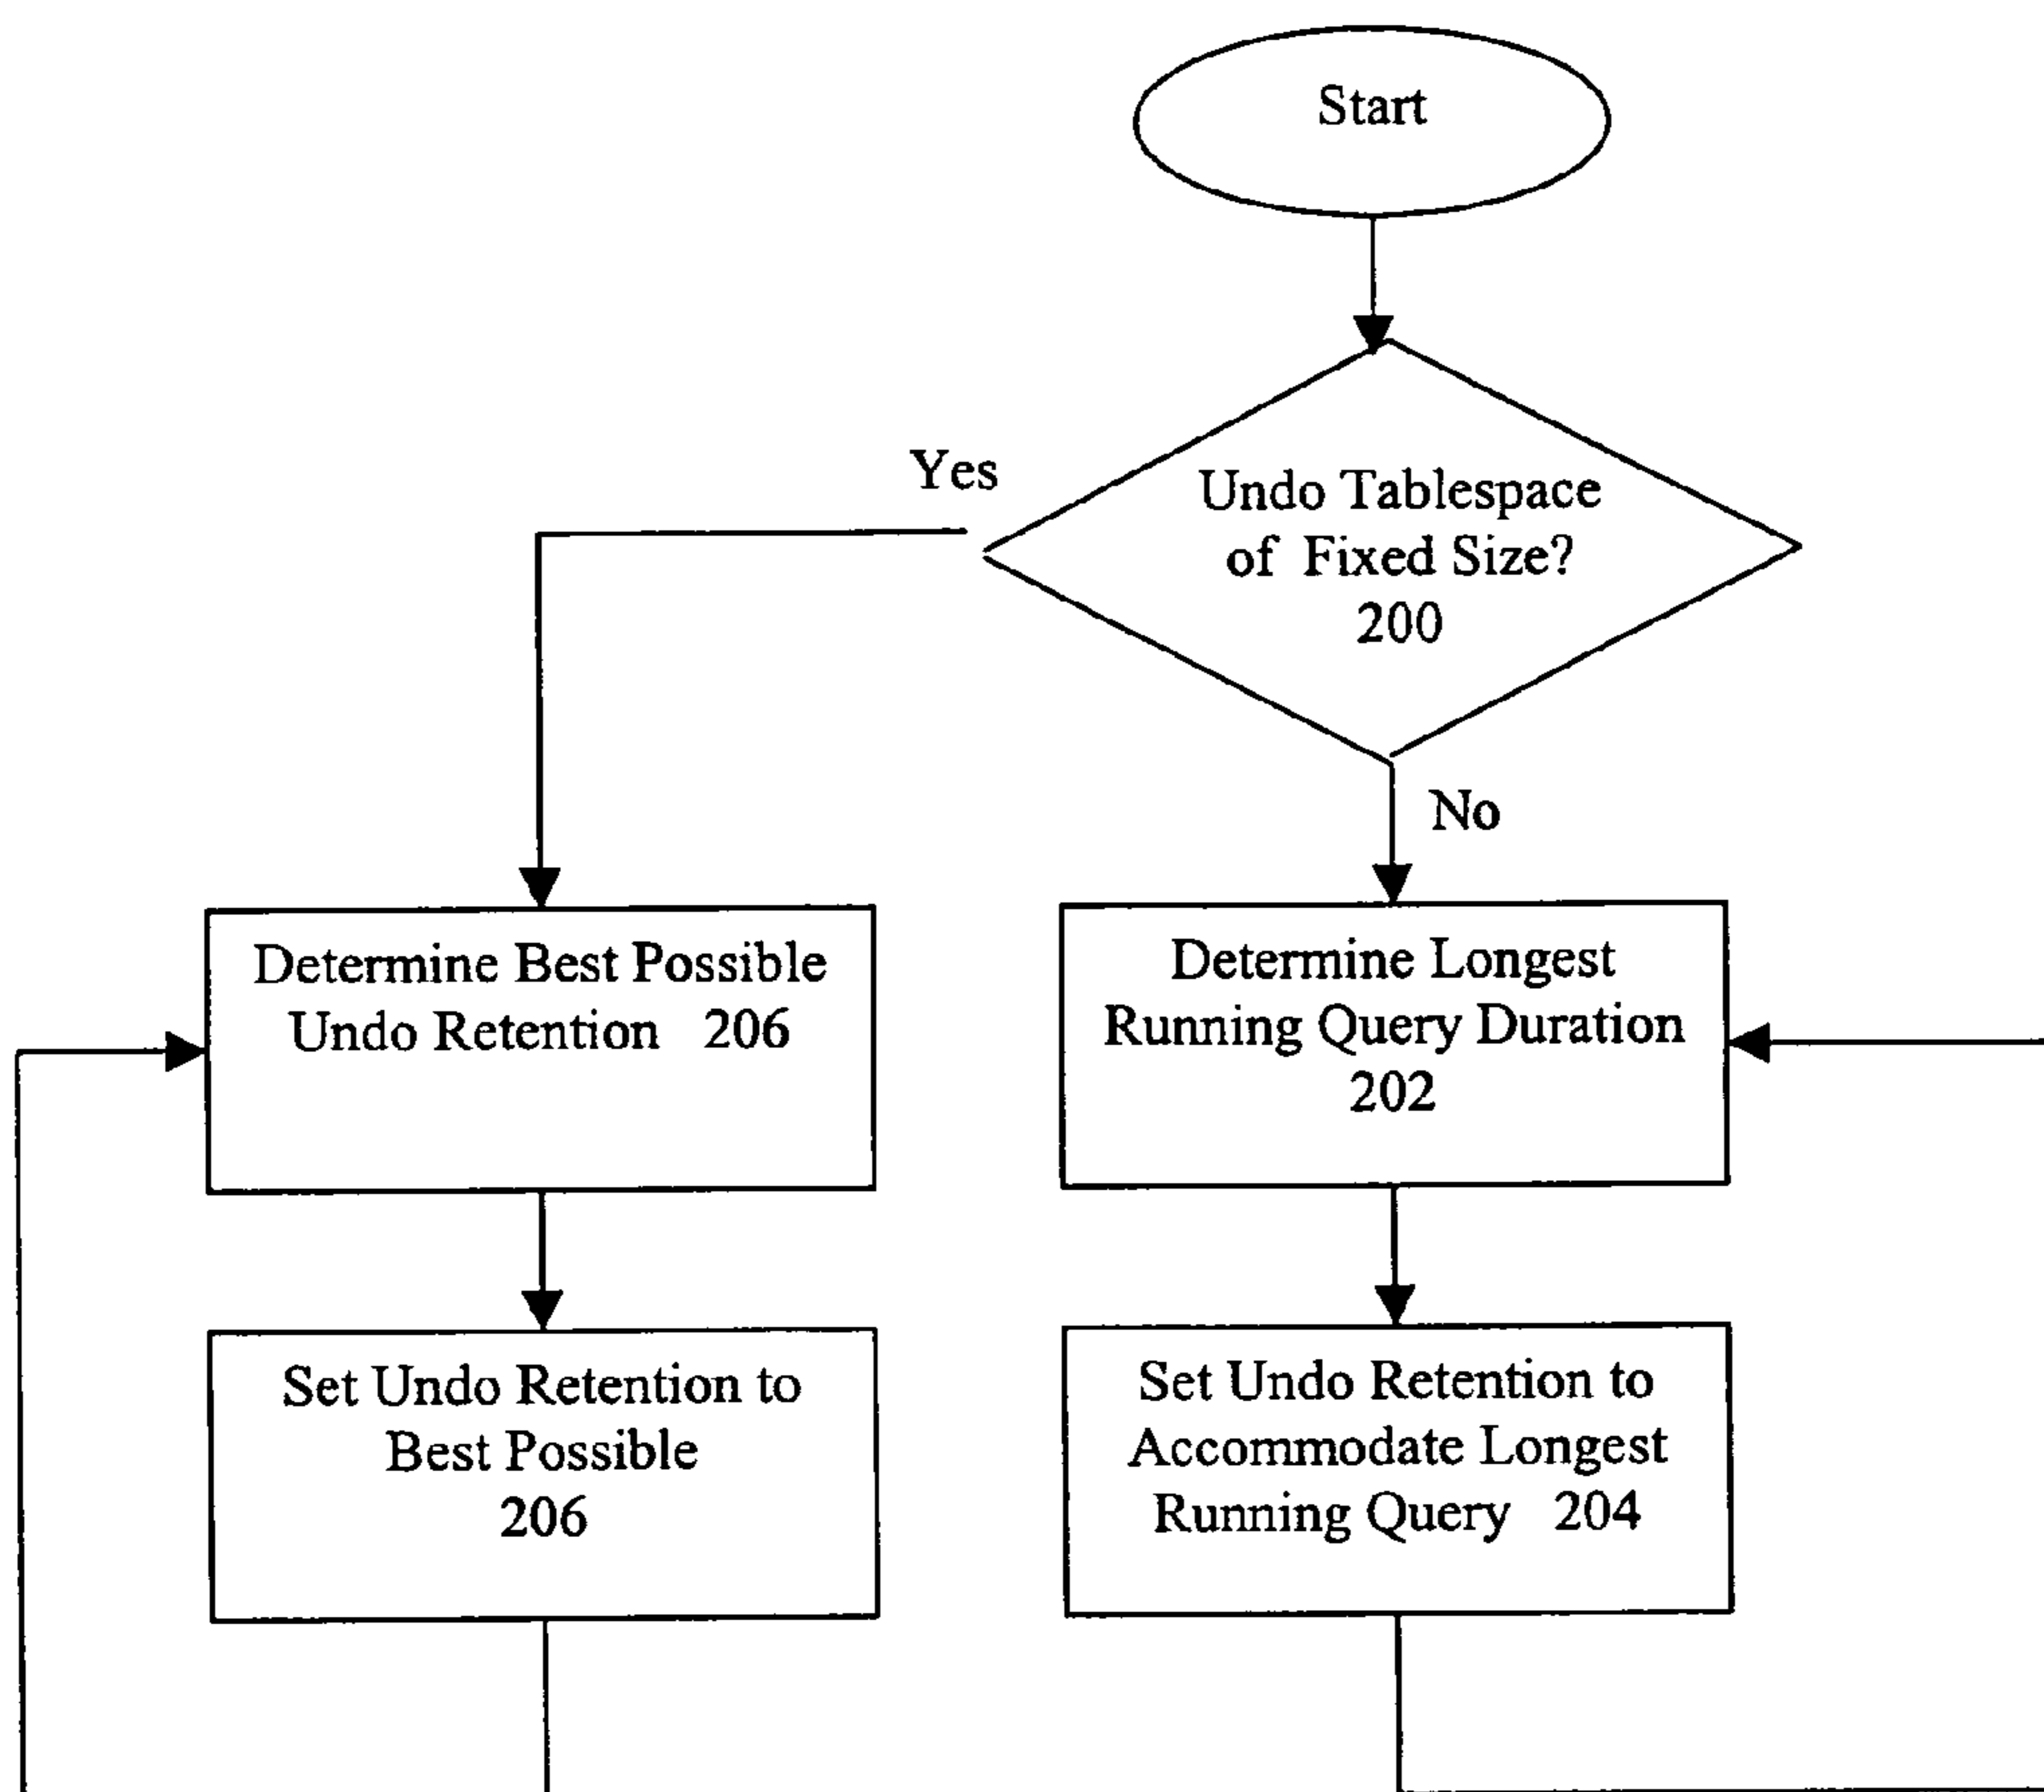 Start
Yes
Undo Tablespace
of Fixed Size?
200
No
Determine Best Possible
Undo Retention 206
Determine Longest
Running Query Duration
202
Set Undo Retention to
Best Possible
206
Set Undo Retention to
Accommodate Longest
Running Query 204